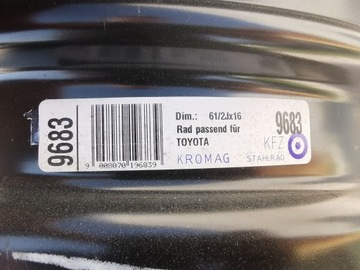 9683
9 008870 196839
Dim.: 61/2Jx16
Rad passend für
TOYOTA
KROMAG
9683
KFZ
STAHLRAD